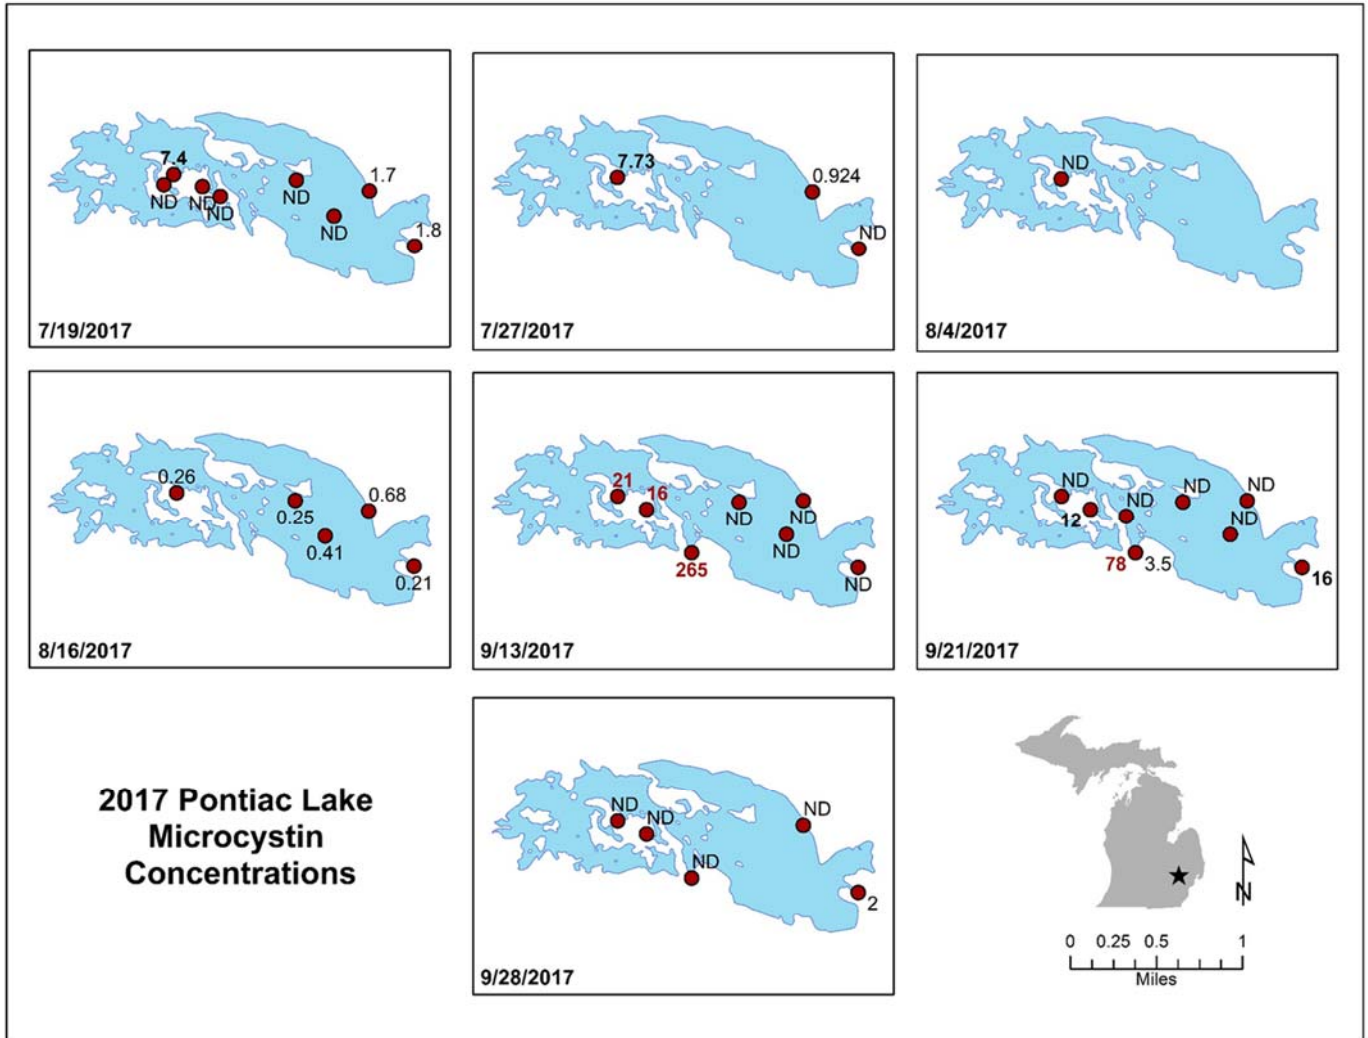 7.4
1.7
ND
ND
ND
ND
ND
1.8
7/19/2017
7.73
0.924
ND
7/27/2017
ND
8/4/2017
0.26
0.25
0.68
0.41
0.21
8/16/2017
21
16
ND
ND
ND
265
ND
9/13/2017
ND
ND
ND
ND
12
ND
78
3.5
16
9/21/2017
2017 Pontiac Lake
Microcystin
Concentrations
ND
ND
ND
ND
2
9/28/2017
N
0 0.25 0.5 1
Miles